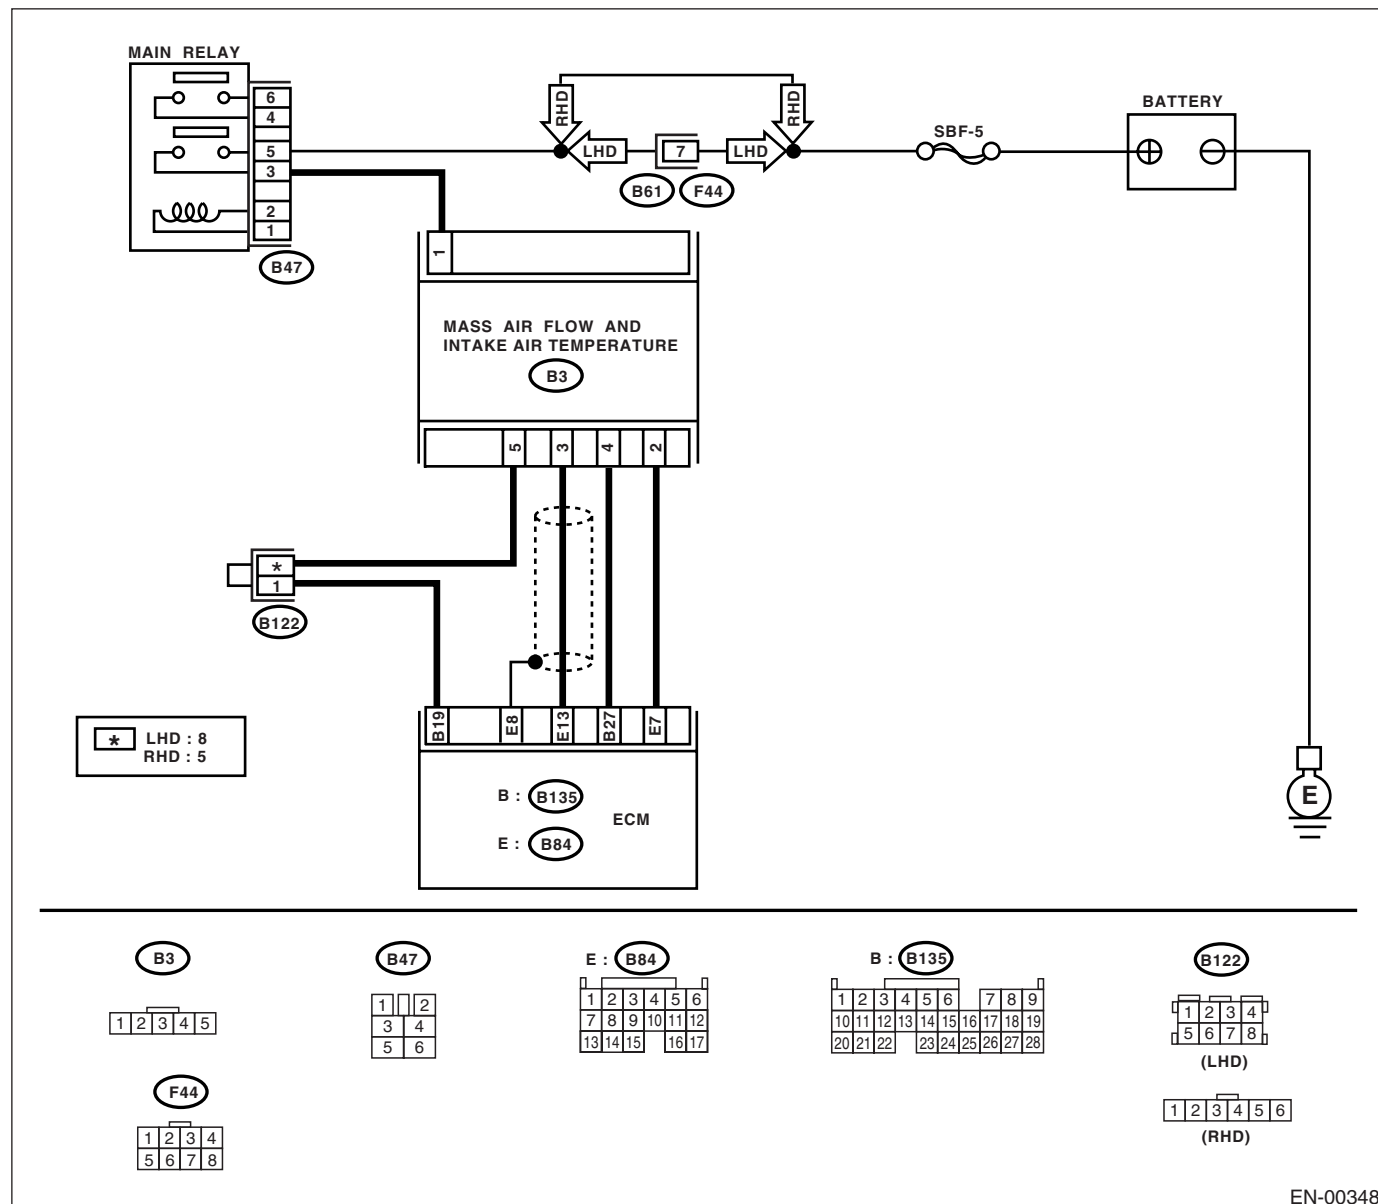 MAIN RELAY
6
4
5
3
2
1
B47
RHD
RHD
LHD
7
LHD
B61
F44
SBF-5
BATTERY
1
MASS AIR FLOW AND
INTAKE AIR TEMPERATURE
B3
5 3 4 2
*
1
B122
* LHD : 8
RHD : 5
B19 E8 E13 B27 E7
B : B135
ECM
E : B84
E
B3
1 2 3 4 5
B47
1 2
3 4
5 6
E : B84
1 2 3 4 5 6
7 8 9 10 11 12
13 14 15 16 17
B : B135
1 2 3 4 5 6 7 8 9
10 11 12 13 14 15 16 17 18 19
20 21 22 23 24 25 26 27 28
B122
1 2 3 4
5 6 7 8
(LHD)
F44
1 2 3 4
5 6 7 8
1 2 3 4 5 6
(RHD)
EN-00348